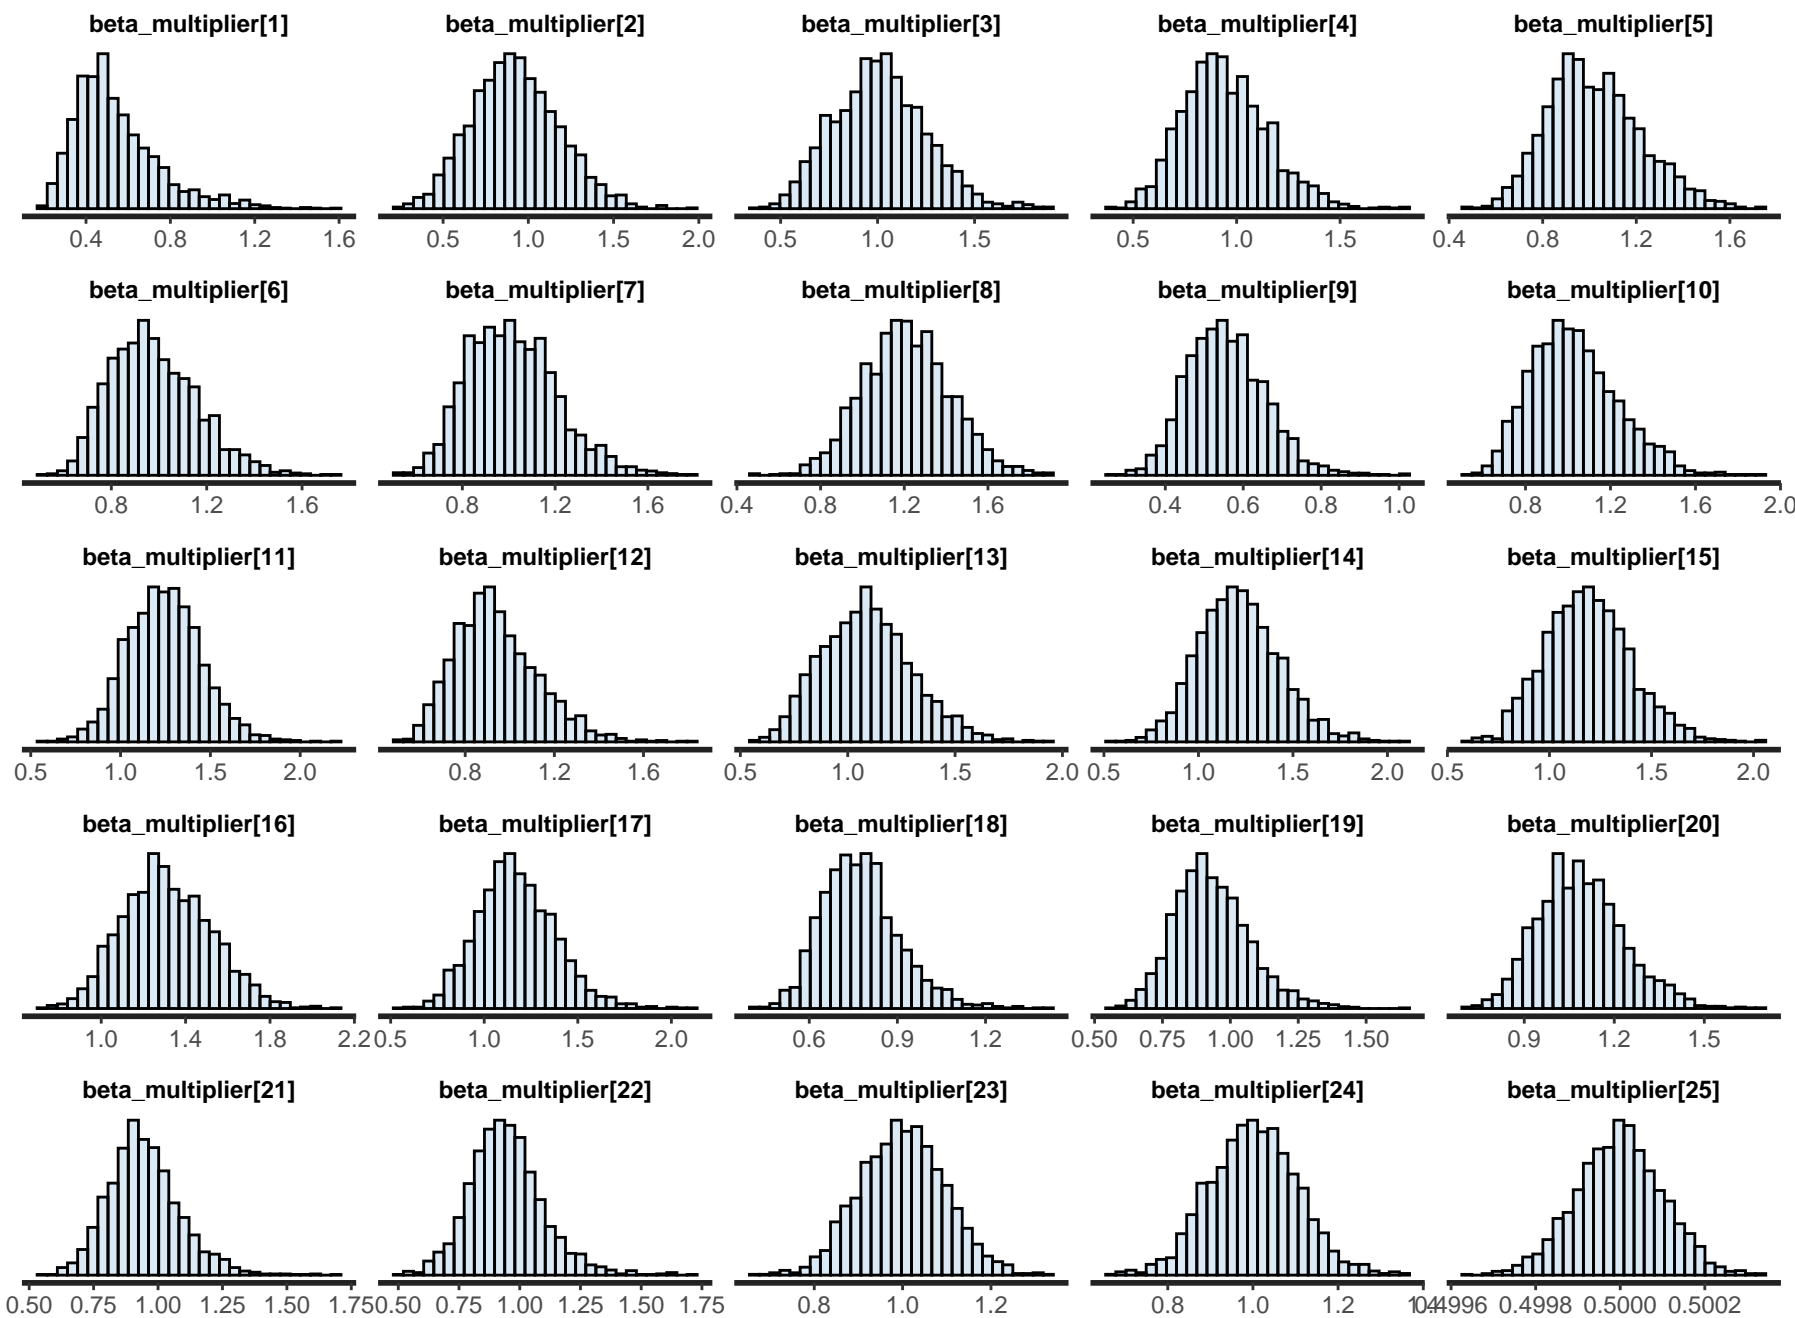 beta_multiplier[1] beta_multiplier[2] beta_multiplier[3] beta_multiplier[4] beta_multiplier[5]
0.4 0.8 1.2 1.6 0.5 1.0 1.5 2.0 0.5 1.0 1.5 0.5 1.0 1.5 0.4 0.8 1.2 1.6
beta_multiplier[6] beta_multiplier[7] beta_multiplier[8] beta_multiplier[9] beta_multiplier[10]
0.8 1.2 1.6 0.8 1.2 1.6 0.4 0.8 1.2 1.6 0.4 0.6 0.8 1.0 0.8 1.2 1.6 2.0
beta_multiplier[11] beta_multiplier[12] beta_multiplier[13] beta_multiplier[14] beta_multiplier[15]
0.5 1.0 1.5 2.0 0.8 1.2 1.6 0.5 1.0 1.5 2.0 0.5 1.0 1.5 2.0 0.5 1.0 1.5 2.0
beta_multiplier[16] beta_multiplier[17] beta_multiplier[18] beta_multiplier[19] beta_multiplier[20]
1.0 1.4 1.8 2.2 0.5 1.0 1.5 2.0 0.6 0.9 1.2 0.50 0.75 1.00 1.25 1.50 0.9 1.2 1.5
beta_multiplier[21] beta_multiplier[22] beta_multiplier[23] beta_multiplier[24] beta_multiplier[25]
0.50 0.75 1.00 1.25 1.50 1.75 0.50 0.75 1.00 1.25 1.50 1.75 0.8 1.0 1.2 0.8 1.0 1.2 1.4 0.4996 0.4998 0.5000 0.5002